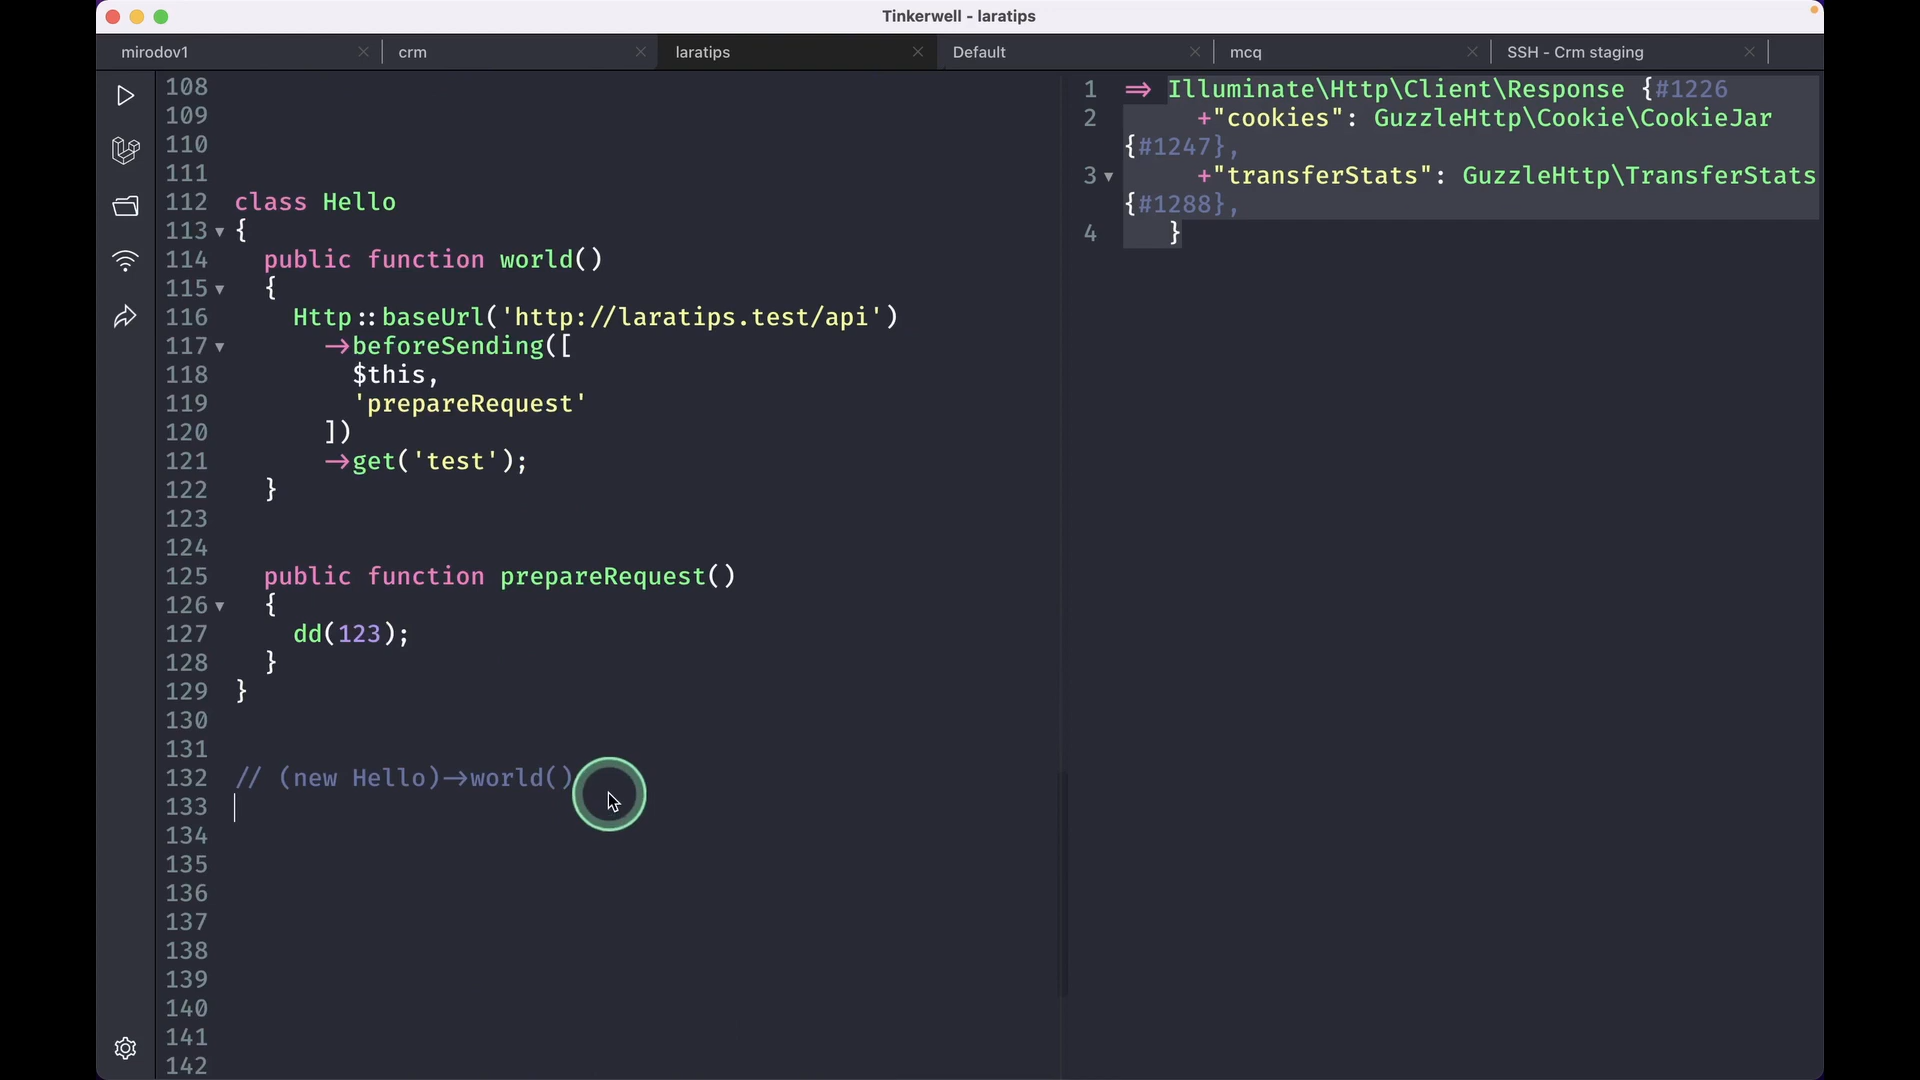 Tinkerwell - laratips
mirodov1
crm
laratips
Default
mcq
SSH - Crm staging
108
109
110
111
112 class Hello
113 {
114 public function world()
115 {
116 Http::baseUrl('http://laratips.test/api')
117 ->beforeSending([
118 $this,
119 'prepareRequest'
120 ])
121 ->get('test');
122 }
123
124
125 public function prepareRequest()
126 {
127 dd(123);
128 }
129 }
130
131
132 // (new Hello)->world()
133
134
135
136
137
138
139
140
141
142
1 => Illuminate\Http\Client\Response {#1226
2 +"cookies": GuzzleHttp\Cookie\CookieJar
{#1247},
3 +"transferStats": GuzzleHttp\TransferStats
{#1288},
4 }